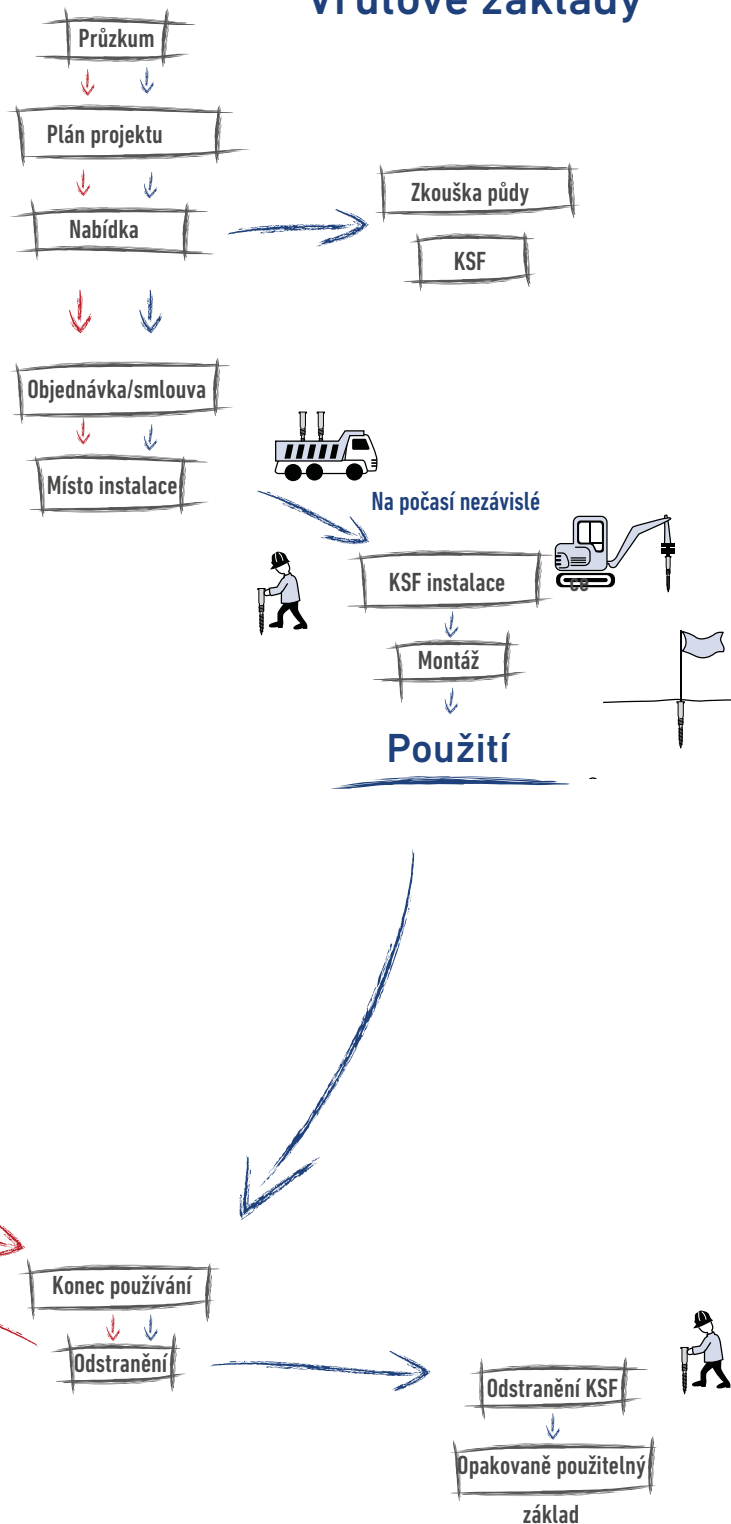 Vrutové základy
Průzkum
Plán projektu
Nabídka
Zkouška půdy
KSF
Objednávka/smlouva
Místo instalace
Na počasí nezávislé
KSF instalace
ce
Montáž
Použití
Konec používání
Odstranění
Odstranění KSF
Opakovaně použitelný
základ